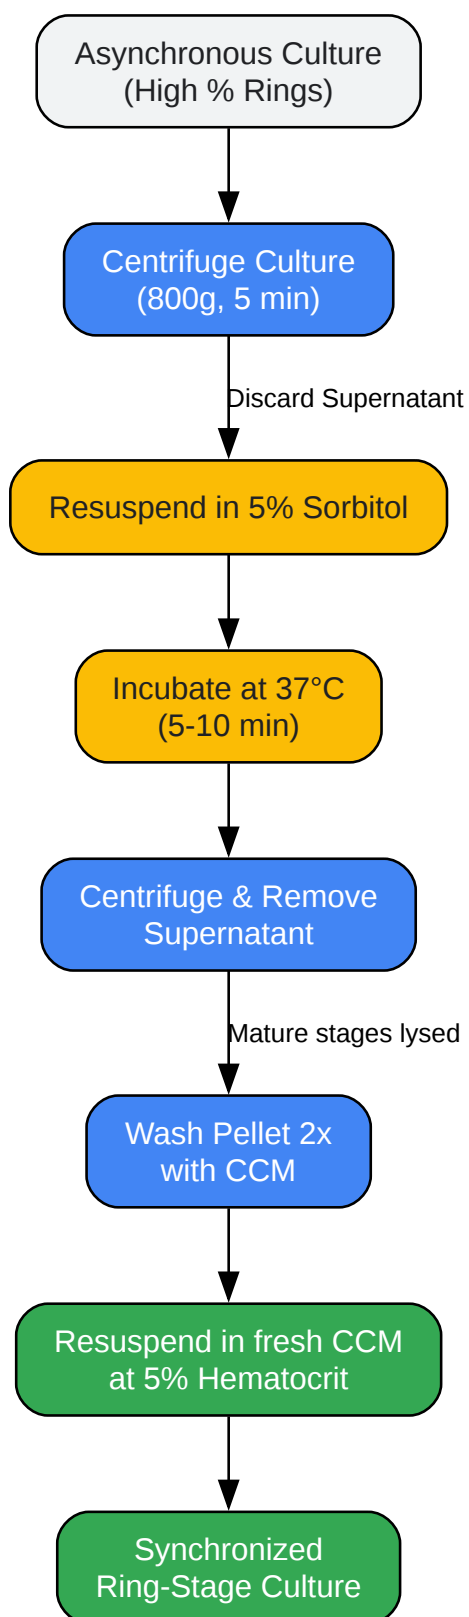 Asynchronous Culture
(High % Rings)
Centrifuge Culture
(800g, 5 min)
Discard Supernatant
Resuspend in 5% Sorbitol
Incubate at 37°C
(5-10 min)
Centrifuge & Remove
Supernatant
Mature stages lysed
Wash Pellet 2x
with CCM
Resuspend in fresh CCM
at 5% Hematocrit
Synchronized
Ring-Stage Culture